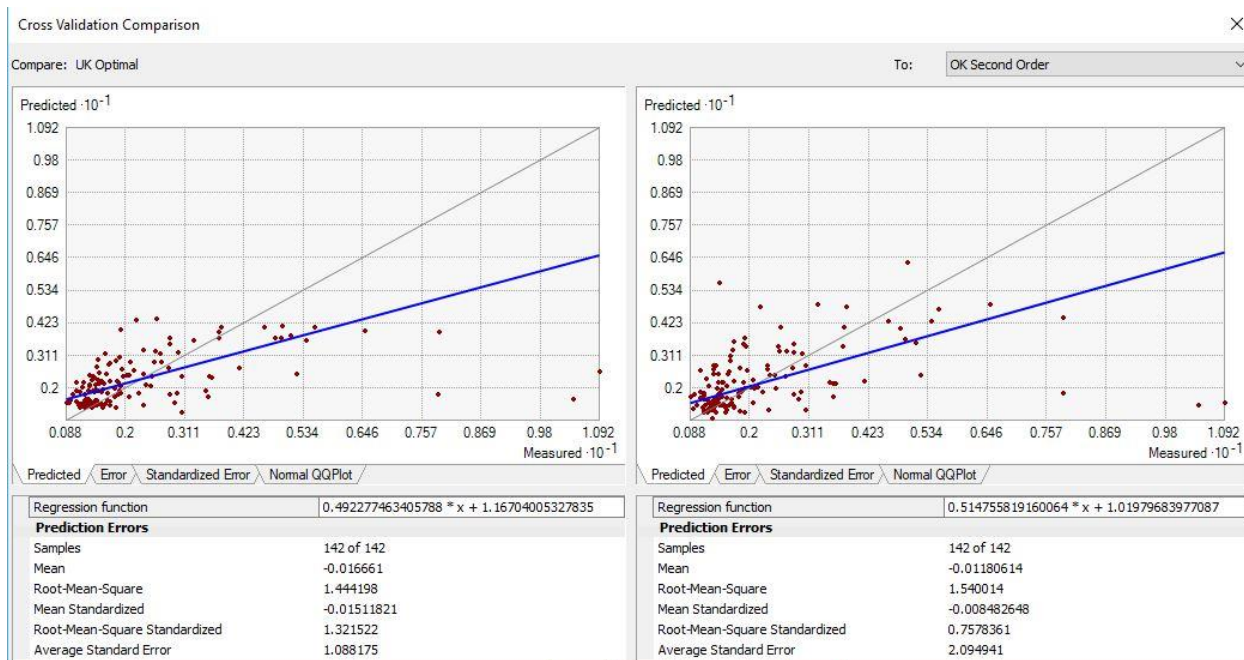 Cross Validation Comparison
Compare: UK Optimal
To: OK Second Order
Predicted ·10⁻¹
1.092
0.98
0.869
0.757
0.646
0.534
0.423
0.311
0.2
0.088 0.2 0.311 0.423 0.534 0.646 0.757 0.869 0.98 1.092
Measured ·10⁻¹
Predicted Error Standardized Error Normal QQPlot
Regression function 0.492277463405788 * x + 1.16704005327835
Prediction Errors
Samples 142 of 142
Mean -0.016661
Root-Mean-Square 1.444198
Mean Standardized -0.01511821
Root-Mean-Square Standardized 1.321522
Average Standard Error 1.088175
Predicted ·10⁻¹
1.092
0.98
0.869
0.757
0.646
0.534
0.423
0.311
0.2
0.088 0.2 0.311 0.423 0.534 0.646 0.757 0.869 0.98 1.092
Measured ·10⁻¹
Predicted Error Standardized Error Normal QQPlot
Regression function 0.514755819160064 * x + 1.01979683977087
Prediction Errors
Samples 142 of 142
Mean -0.01180614
Root-Mean-Square 1.540014
Mean Standardized -0.008482648
Root-Mean-Square Standardized 0.7578361
Average Standard Error 2.094941